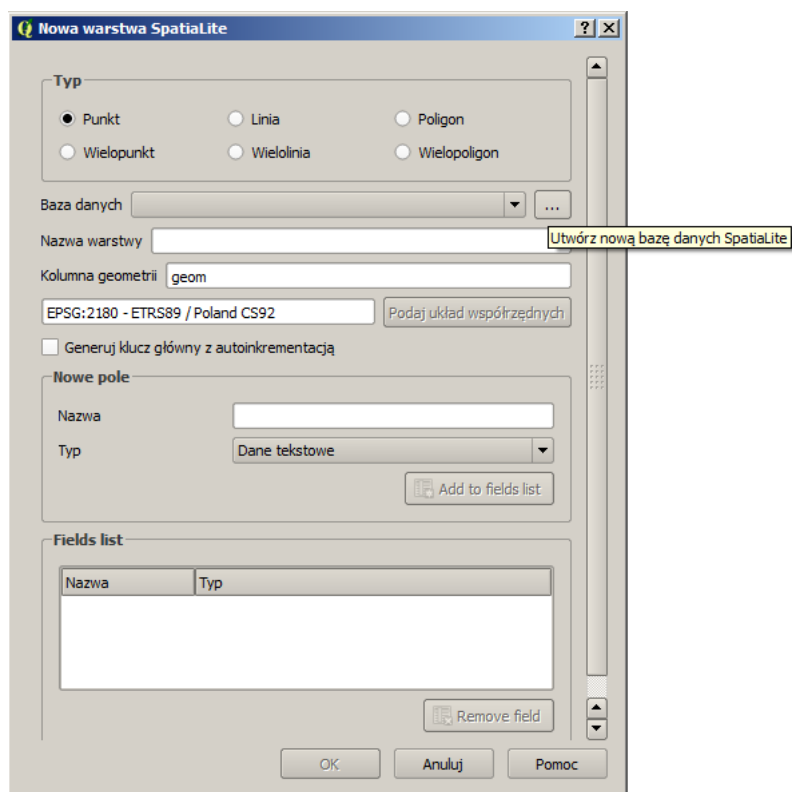 Nowa warstwa SpatiaLite
Typ
Punkt Linia Poligon
Wielopunkt Wielolinia Wielopoligon
Baza danych ...
Utwórz nową bazę danych SpatiaLite
Nazwa warstwy
Kolumna geometrii geom
EPSG:2180 - ETRS89 / Poland CS92 Podaj układ współrzędnych
Generuj klucz główny z autoinkrementacją
Nowe pole
Nazwa
Typ Dane tekstowe
Add to fields list
Fields list
Nazwa Typ
Remove field
OK Anuluj Pomoc